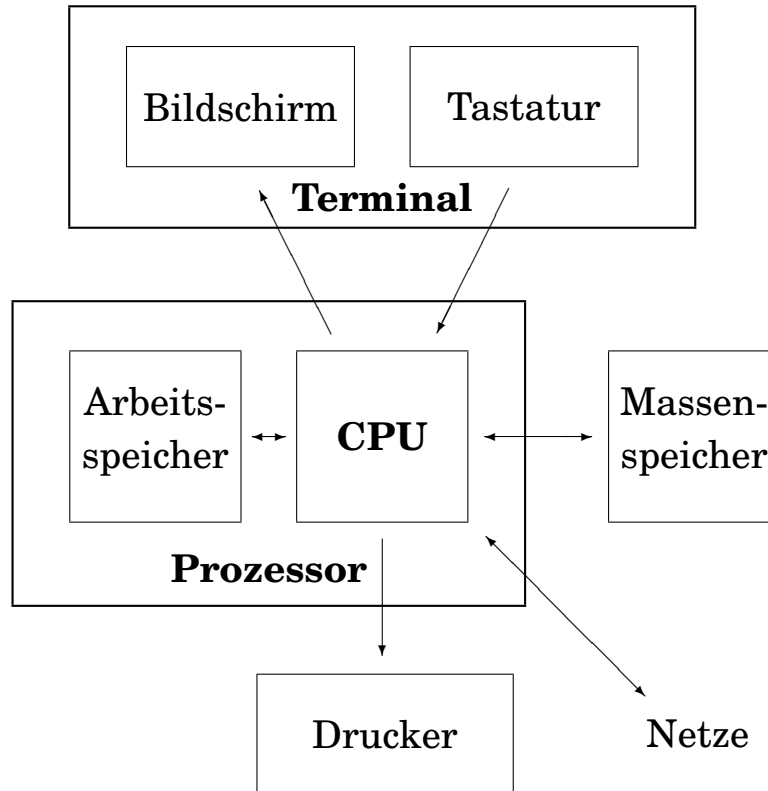 Bildschirm
Tastatur
Terminal
Arbeits-
speicher
CPU
Massen-
speicher
Prozessor
Drucker
Netze